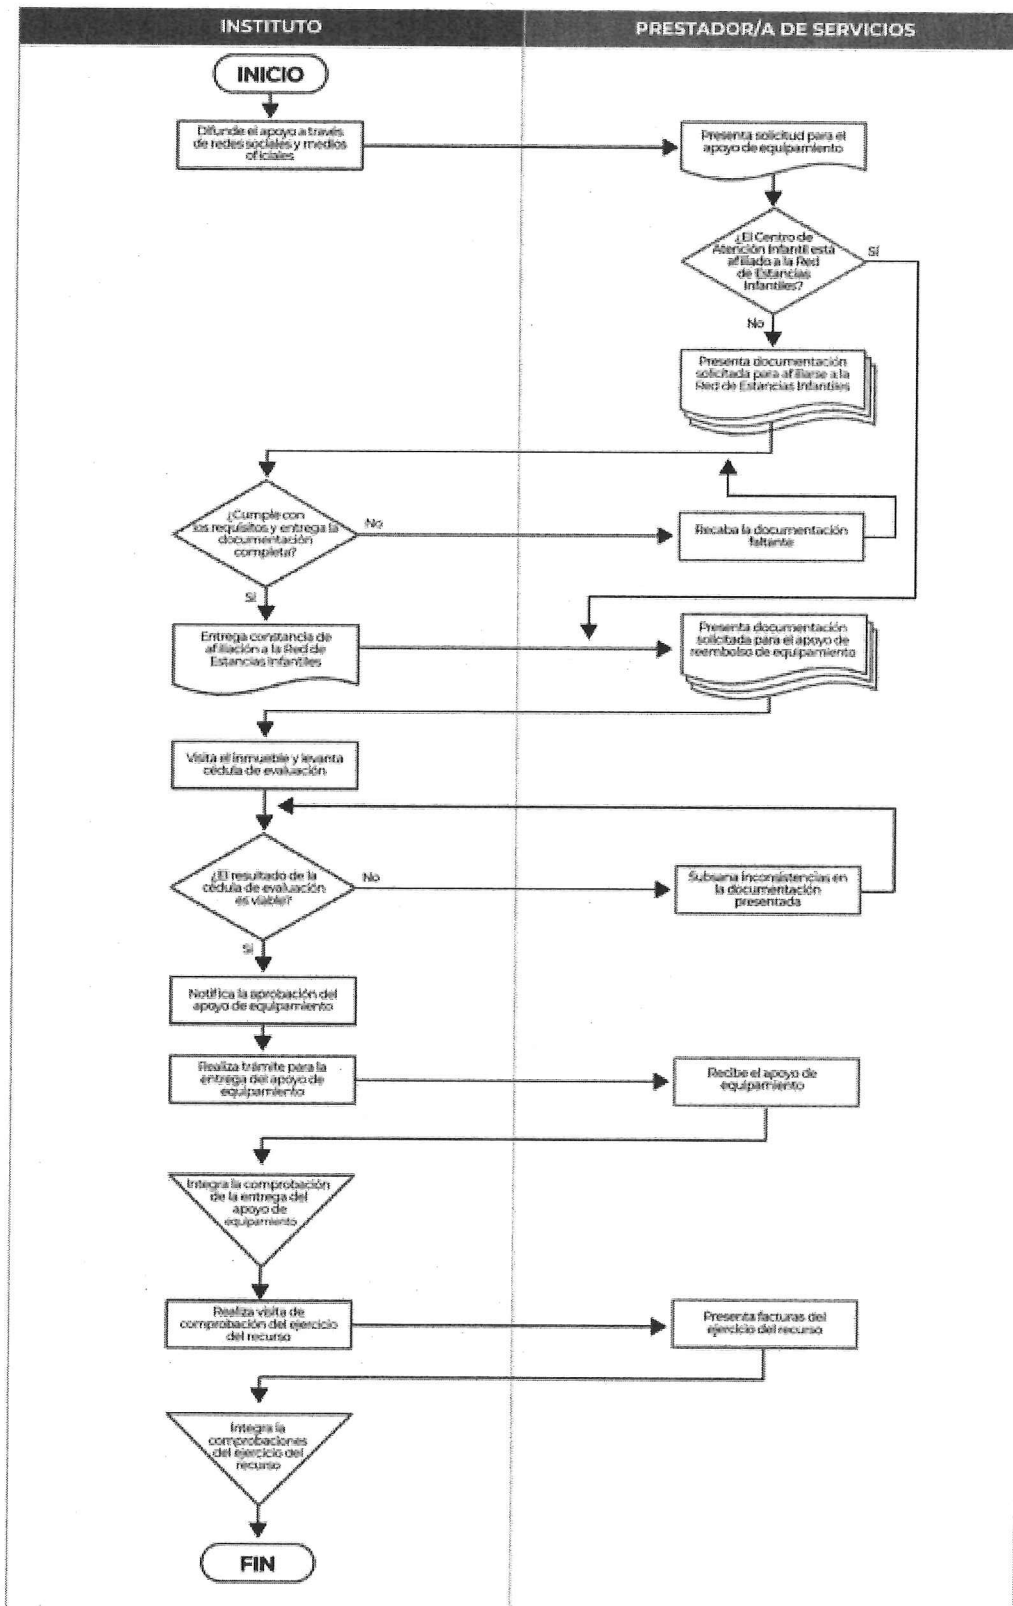 INSTITUTO
PRESTADOR/A DE SERVICIOS
INICIO
Difunde el apoyo a través
de redes sociales y medios
oficiales
Presenta solicitud para el
apoyo de equipamiento
¿El Centro de
Atención Infantil está
afiliado a la Red
de Estancias
Infantiles?
Sí
No
Presenta documentación
solicitada para afiliarse a la
Red de Estancias Infantiles
¿Cumple con
los requisitos y entrega la
documentación
completa?
No
Recaba la documentación
faltante
Sí
Entrega constancia de
afiliación a la Red de
Estancias Infantiles
Presenta documentación
solicitada para el apoyo de
reembolso de equipamiento
Visita el inmueble y levanta
cédula de evaluación
¿El resultado de la
cédula de evaluación
es viable?
No
Subsana inconsistencias en
la documentación
presentada
Sí
Notifica la aprobación del
apoyo de equipamiento
Realiza trámite para la
entrega del apoyo de
equipamiento
Recibe el apoyo de
equipamiento
Integra la comprobación
de la entrega del
apoyo de
equipamiento
Realiza visita de
comprobación del ejercicio
del recurso
Presenta facturas del
ejercicio del recurso
Integra la
comprobaciones
del ejercicio del
recurso
FIN